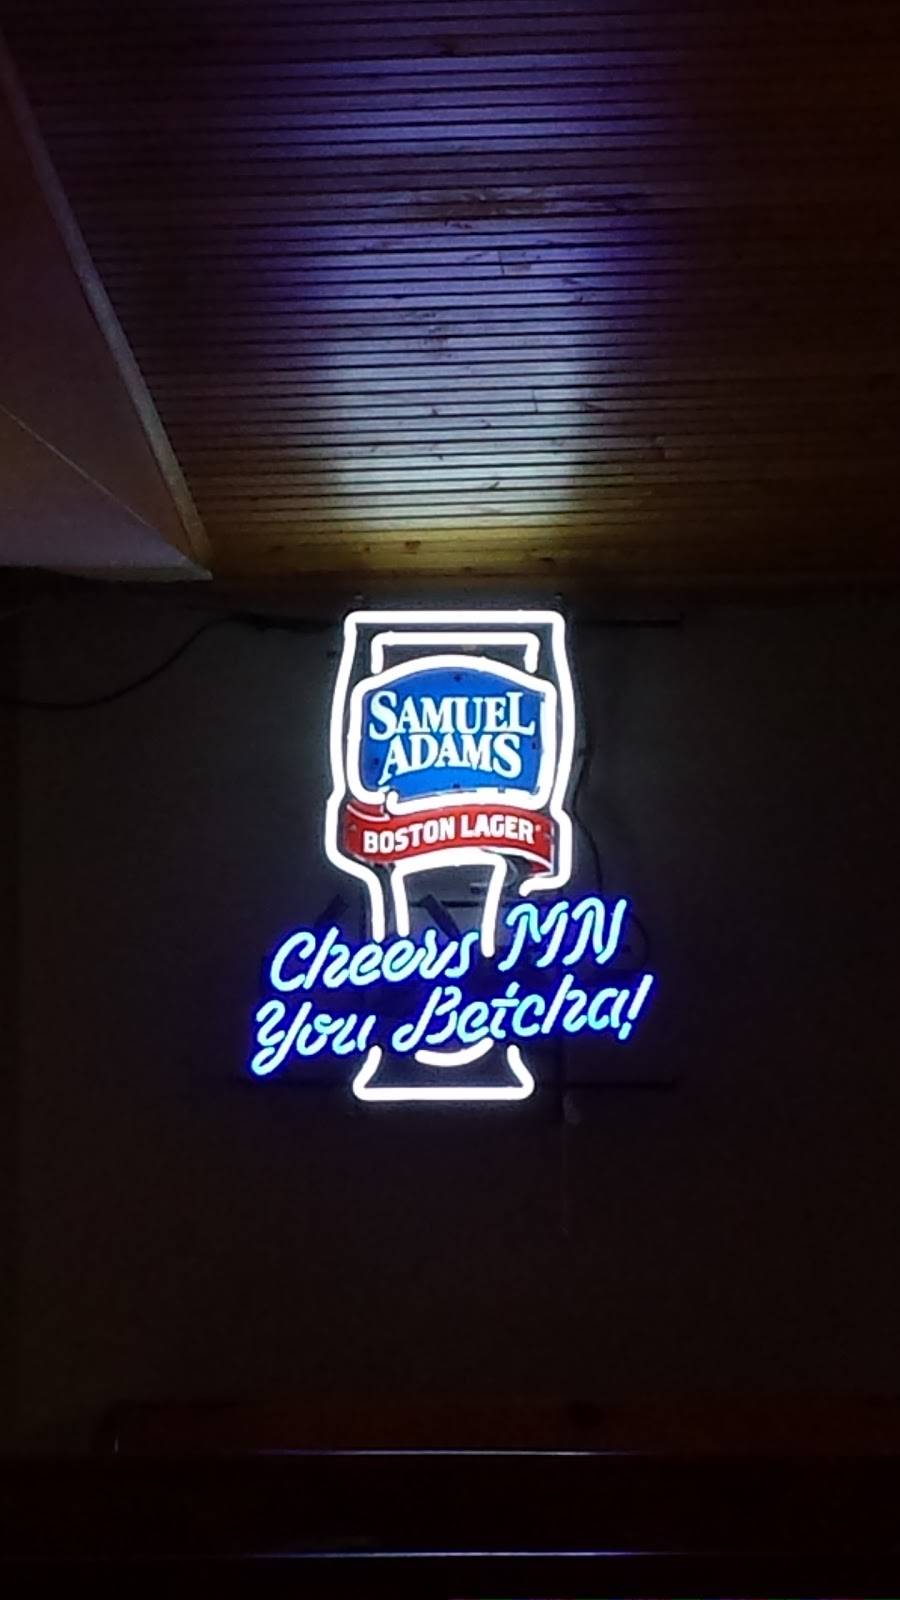 SAMUEL
ADAMS
BOSTON LAGER
Cheers MN
You Betcha!